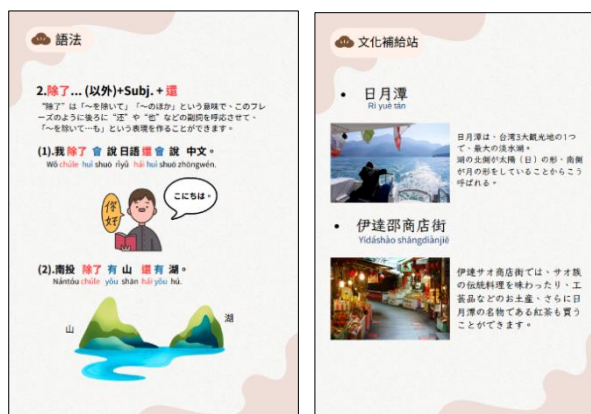 語法
2.除了... (以外)+Subj. + 還
"除了"は「～を除いて」「～のほか」という意味で、このフレ
ーズのように後ろに "还" や "也" などの副詞を呼応させて、
「～を除いて…も」という表現を作ることができます。
(1).我 除了 會 說 日語 還 會 說 中文。
Wǒ chúle huì shuō rìyǔ hái huì shuō zhōngwén.
你好
こにちは。
(2).南投 除了 有 山 還 有 湖。
Nántóu chúle yǒu shān hái yǒu hú.
山
湖
文化補給站
• 日月潭
Rì yuè tán
日月潭は、台湾3大観光地の1つ
で、最大の淡水湖。
湖の北側が太陽（日）の形、南側
が月の形をしていることからこう
呼ばれる。
• 伊達邵商店街
Yīdáshào shāngdiànjiē
伊達サオ商店街では、サオ族
の伝統料理を味わったり、工
芸品などのお土産、さらに日
月潭の名物である紅茶も買う
ことができます。